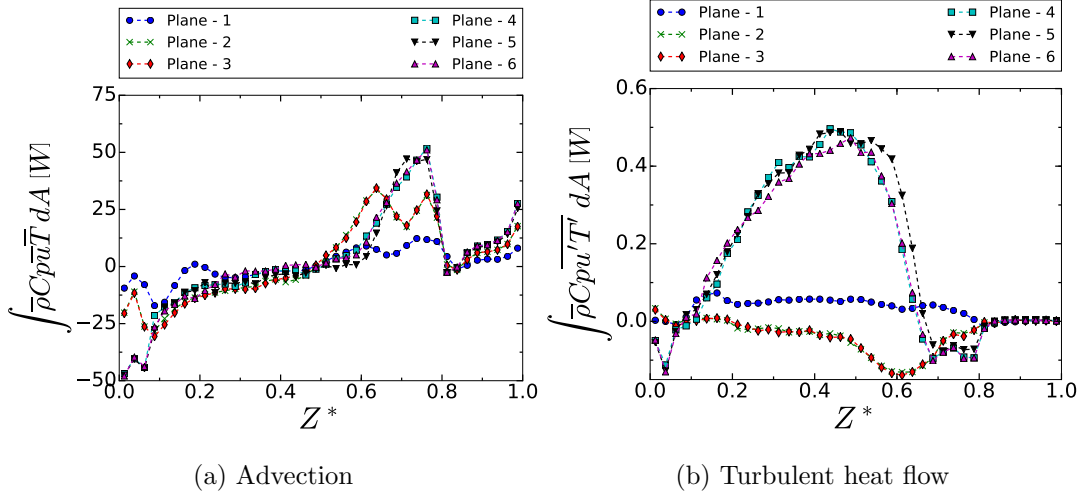 Plane - 1
Plane - 2
Plane - 3
Plane - 4
Plane - 5
Plane - 6
75
50
25
0
−25
−50
0.0 0.2 0.4 0.6 0.8 1.0
∫ρ̅Cpu̅T̅ dA [W]
Z*
(a) Advection
Plane - 1
Plane - 2
Plane - 3
Plane - 4
Plane - 5
Plane - 6
0.6
0.4
0.2
0.0
0.0 0.2 0.4 0.6 0.8 1.0
∫ρ̅Cpu'T'̅ dA [W]
Z*
(b) Turbulent heat flow